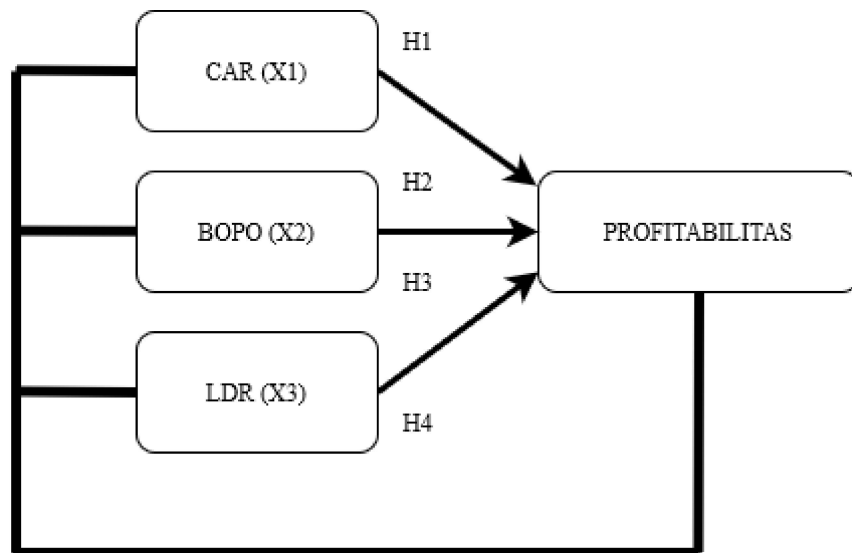 H1
CAR (X1)
H2
BOPO (X2)
PROFITABILITAS
H3
LDR (X3)
H4